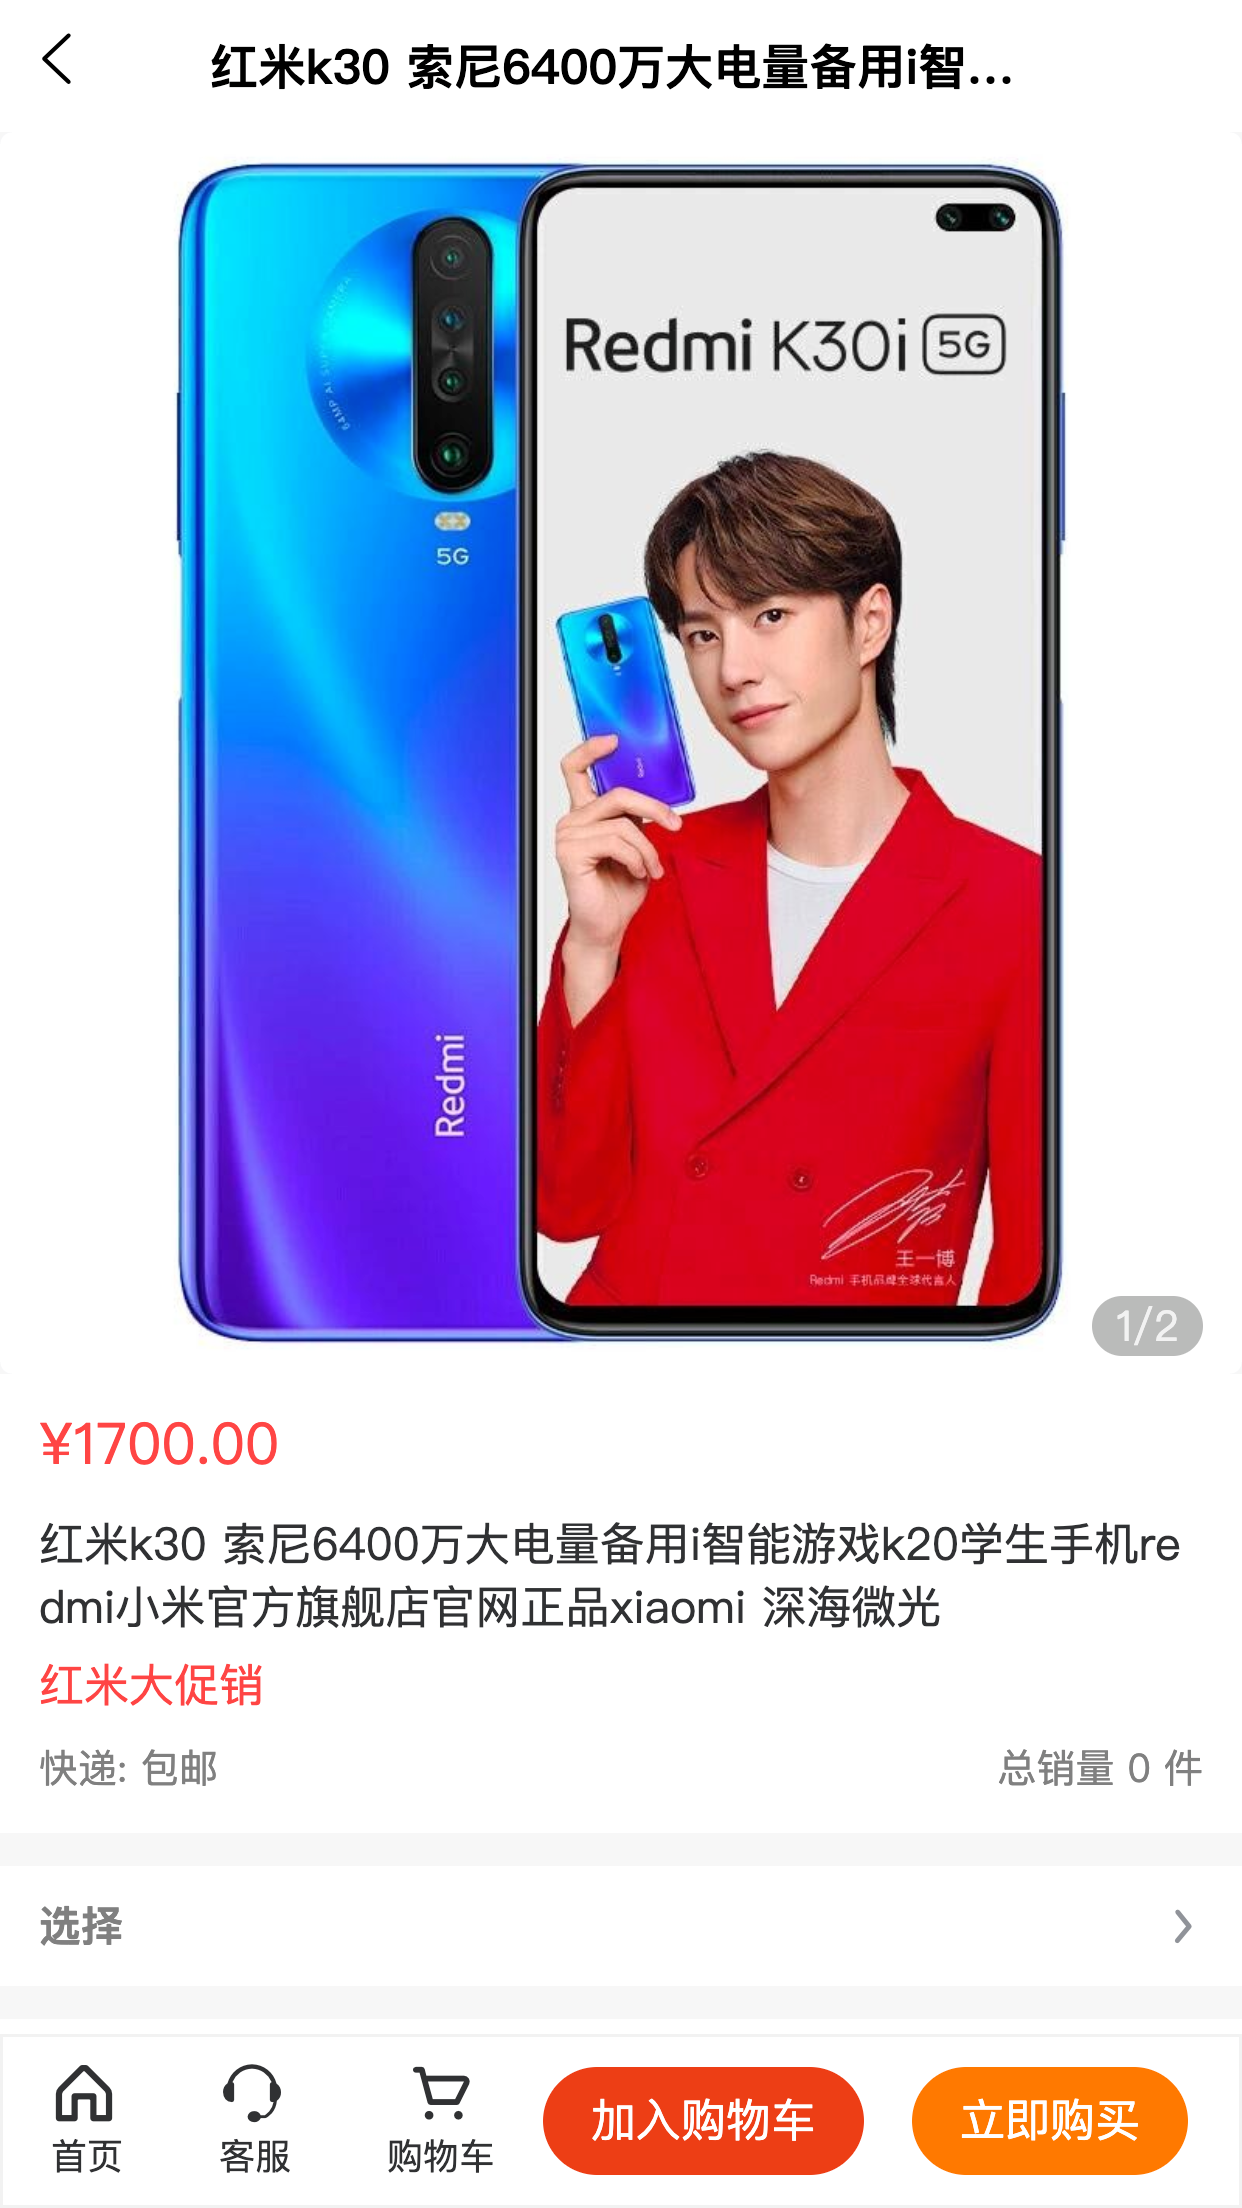 红米k30 索尼6400万大电量备用i智...
64MP AI SUPER CAMERA
5G
Redmi
Redmi K30i 5G
Redmi
王一博
Redmi 手机品牌全球代言人
1/2
¥1700.00
红米k30 索尼6400万大电量备用i智能游戏k20学生手机re
dmi小米官方旗舰店官网正品xiaomi 深海微光
红米大促销
快递: 包邮
总销量 0 件
选择
首页
客服
购物车
加入购物车
立即购买